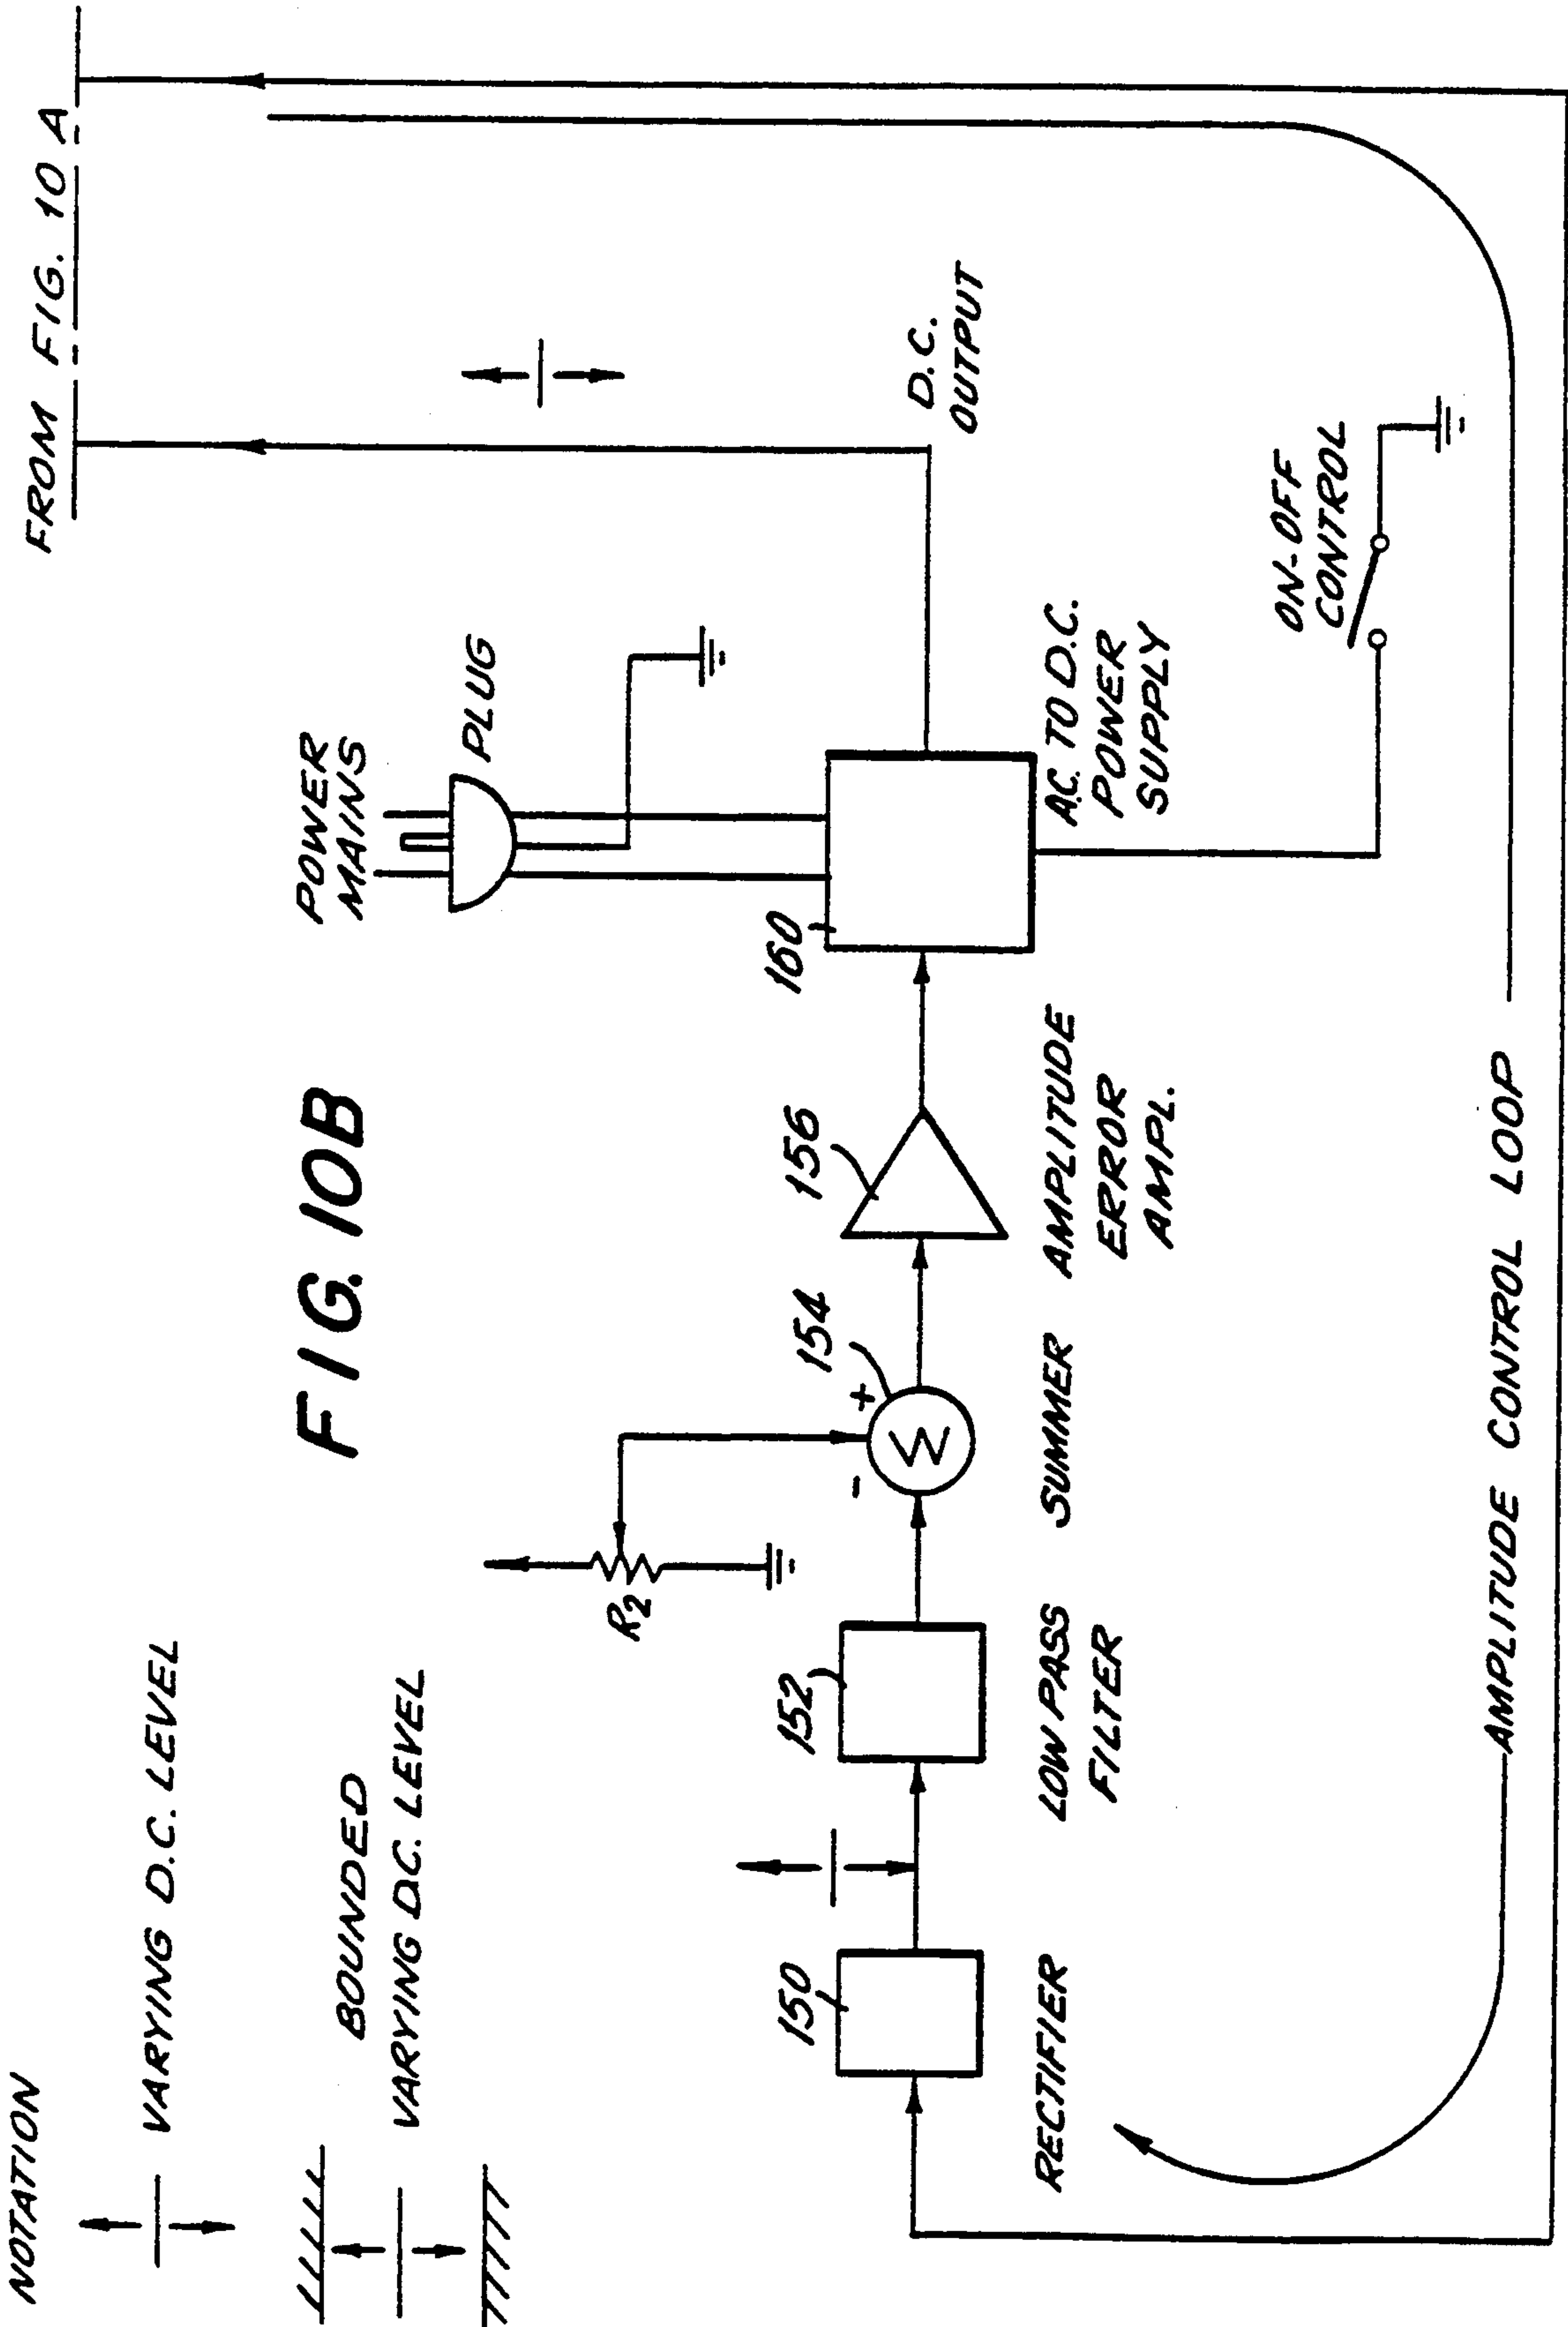 NOTATION
VARYING D.C. LEVEL
BOUNDED
VARYING D.C. LEVEL
FIG. 10B
FROM FIG. 10 A
POWER
MAINS
PLUG
R2
-
+
150
152
154
156
160
Σ
RECTIFIER
LOW PASS
FILTER
SUMMER
AMPLITUDE
ERROR
AMPL.
A.C. TO D.C.
POWER
SUPPLY
D.C.
OUTPUT
ON-OFF
CONTROL
AMPLITUDE CONTROL LOOP